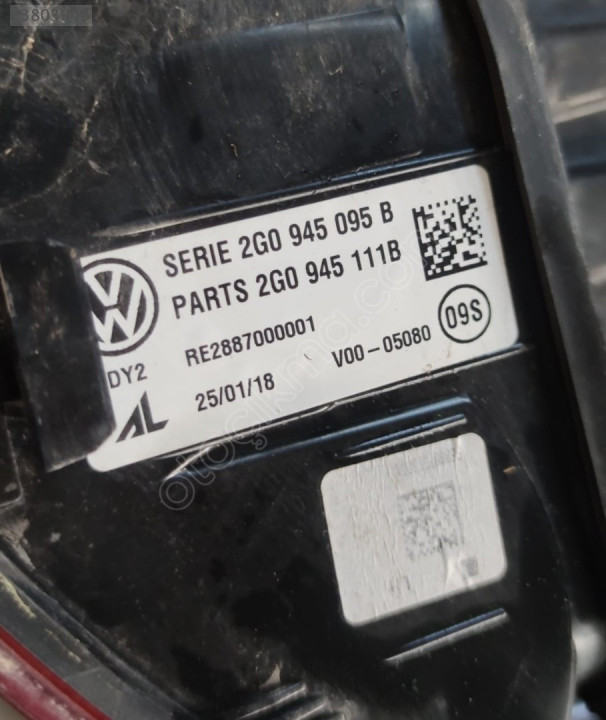 SERIE 2G0 945 095 B
PARTS 2G0 945 111B
DY2
RE2887000001
V00-05080
09S
AL
25/01/18
otoçıkma.com